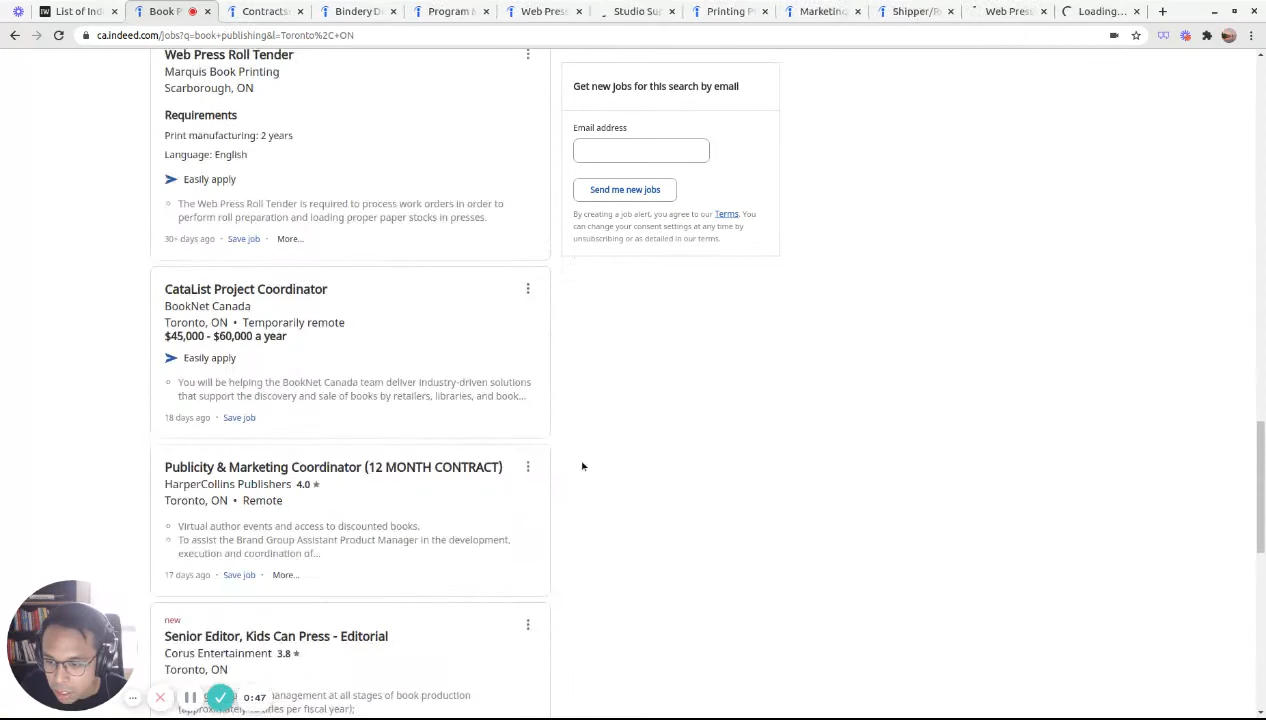 List of Ind
Book P
Contracts
Bindery D
Program M
Web Press
Studio Sup
Printing P
Marketing
Shipper/R
Web Press
Loading...
ca.indeed.com/jobs?q=book+publishing&l=Toronto%2C+ON
Web Press Roll Tender
Marquis Book Printing
Scarborough, ON
Requirements
Print manufacturing: 2 years
Language: English
Easily apply
The Web Press Roll Tender is required to process work orders in order to
perform roll preparation and loading proper paper stocks in presses.
30+ days ago · Save job · More...
Get new jobs for this search by email
Email address
Send me new jobs
By creating a job alert, you agree to our Terms. You
can change your consent settings at any time by
unsubscribing or as detailed in our terms.
CataList Project Coordinator
BookNet Canada
Toronto, ON • Temporarily remote
$45,000 - $60,000 a year
Easily apply
You will be helping the BookNet Canada team deliver industry-driven solutions
that support the discovery and sale of books by retailers, libraries, and book...
18 days ago · Save job
Publicity & Marketing Coordinator (12 MONTH CONTRACT)
HarperCollins Publishers 4.0 ★
Toronto, ON • Remote
Virtual author events and access to discounted books.
To assist the Brand Group Assistant Product Manager in the development,
execution and coordination of...
17 days ago · Save job · More...
new
Senior Editor, Kids Can Press - Editorial
Corus Entertainment 3.8 ★
Toronto, ON
management at all stages of book production
titles per fiscal year);
0:47